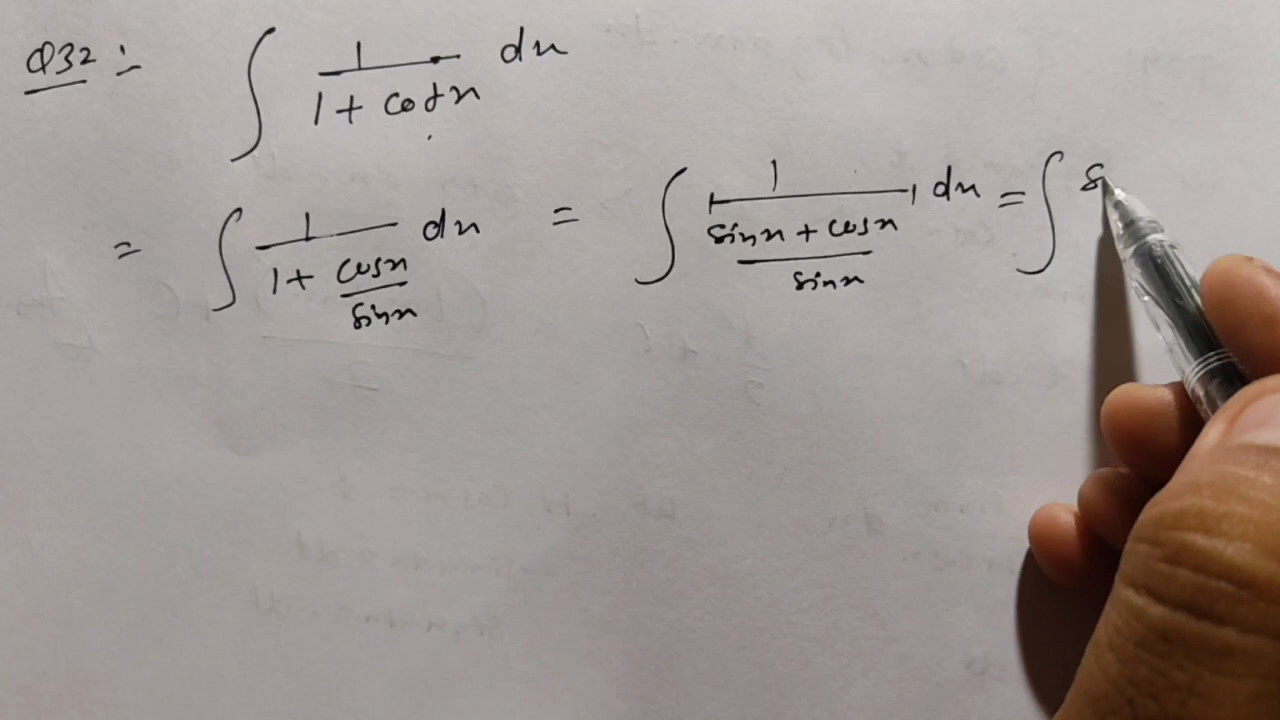 Q32 :- ∫ 1/(1 + cotx) dx
= ∫ 1/(1 + cosx/sinx) dx = ∫ 1/((sinx + cosx)/sinx) dx = ∫ s